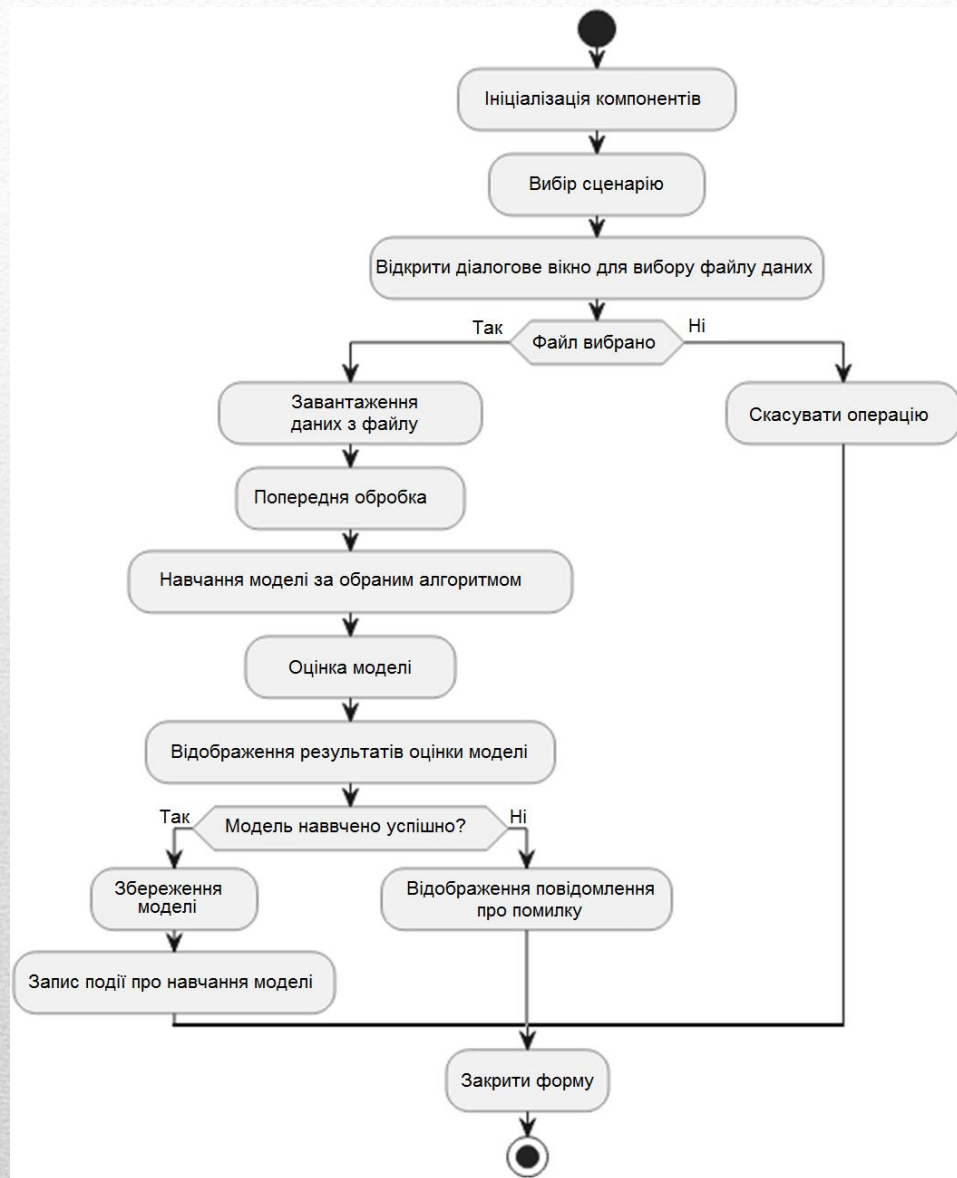 Ініціалізація компонентів
Вибір сценарію
Відкрити діалогове вікно для вибору файлу даних
Так
Файл вибрано
Ні
Завантаження
даних з файлу
Скасувати операцію
Попередня обробка
Навчання моделі за обраним алгоритмом
Оцінка моделі
Відображення результатів оцінки моделі
Так
Модель наввчено успішно?
Ні
Збереження
моделі
Відображення повідомлення
про помилку
Запис події про навчання моделі
Закрити форму